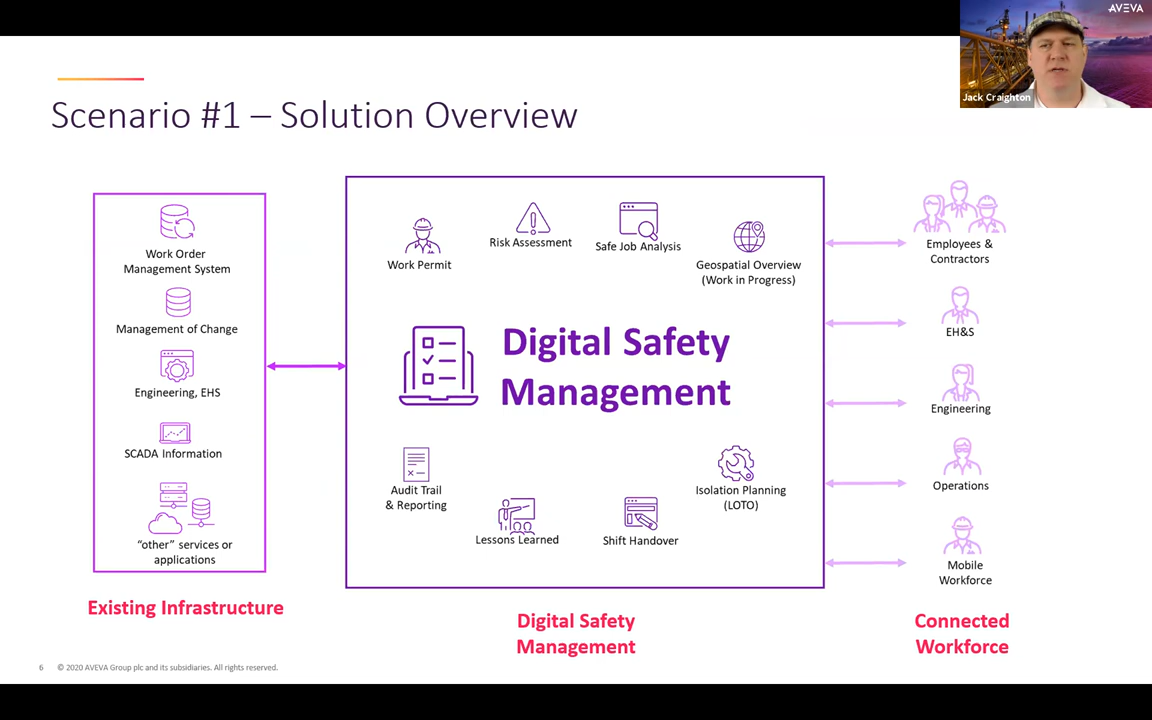 AVEVA
Jack Craighton
Scenario #1 – Solution Overview
Work Order
Management System
Management of Change
Engineering, EHS
SCADA Information
“other” services or
applications
Existing Infrastructure
Work Permit
Risk Assessment
Safe Job Analysis
Geospatial Overview
(Work in Progress)
Digital Safety
Management
Audit Trail
& Reporting
Lessons Learned
Shift Handover
Isolation Planning
(LOTO)
Digital Safety
Management
Employees &
Contractors
EH&S
Engineering
Operations
Mobile
Workforce
Connected
Workforce
6 © 2020 AVEVA Group plc and its subsidiaries. All rights reserved.